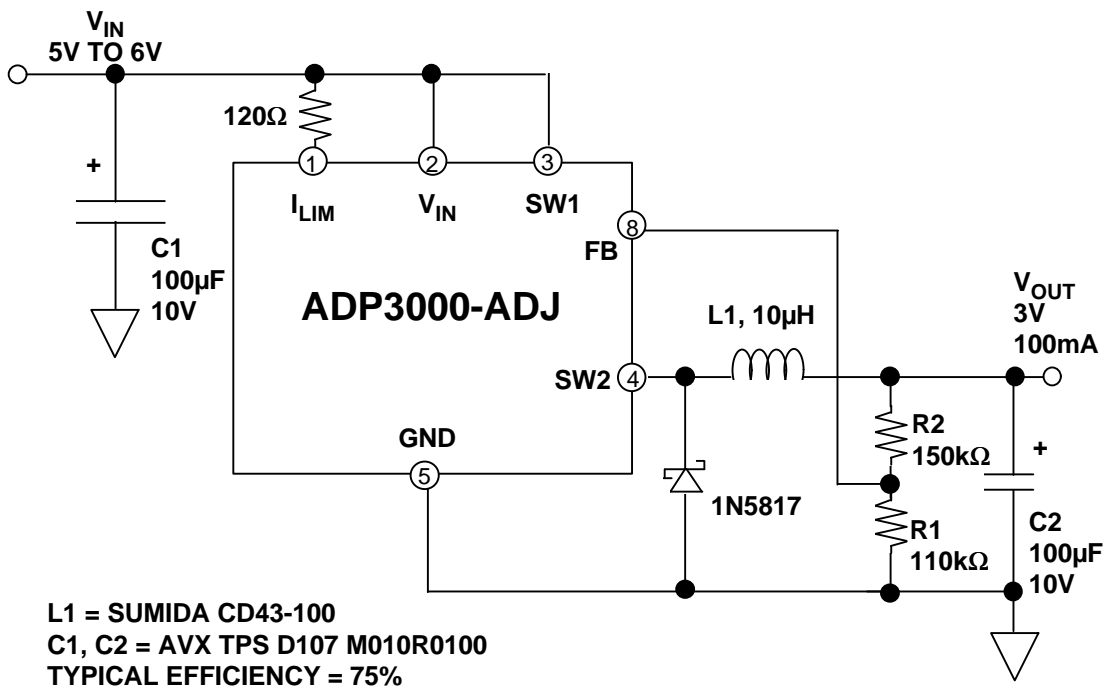 VIN
5V TO 6V
120Ω
1
2
3
ILIM
VIN
SW1
+
C1
100µF
10V
8
FB
ADP3000-ADJ
L1, 10µH
VOUT
3V
100mA
SW2
4
GND
5
R2
150kΩ
+
1N5817
R1
110kΩ
C2
100µF
10V
L1 = SUMIDA CD43-100
C1, C2 = AVX TPS D107 M010R0100
TYPICAL EFFICIENCY = 75%